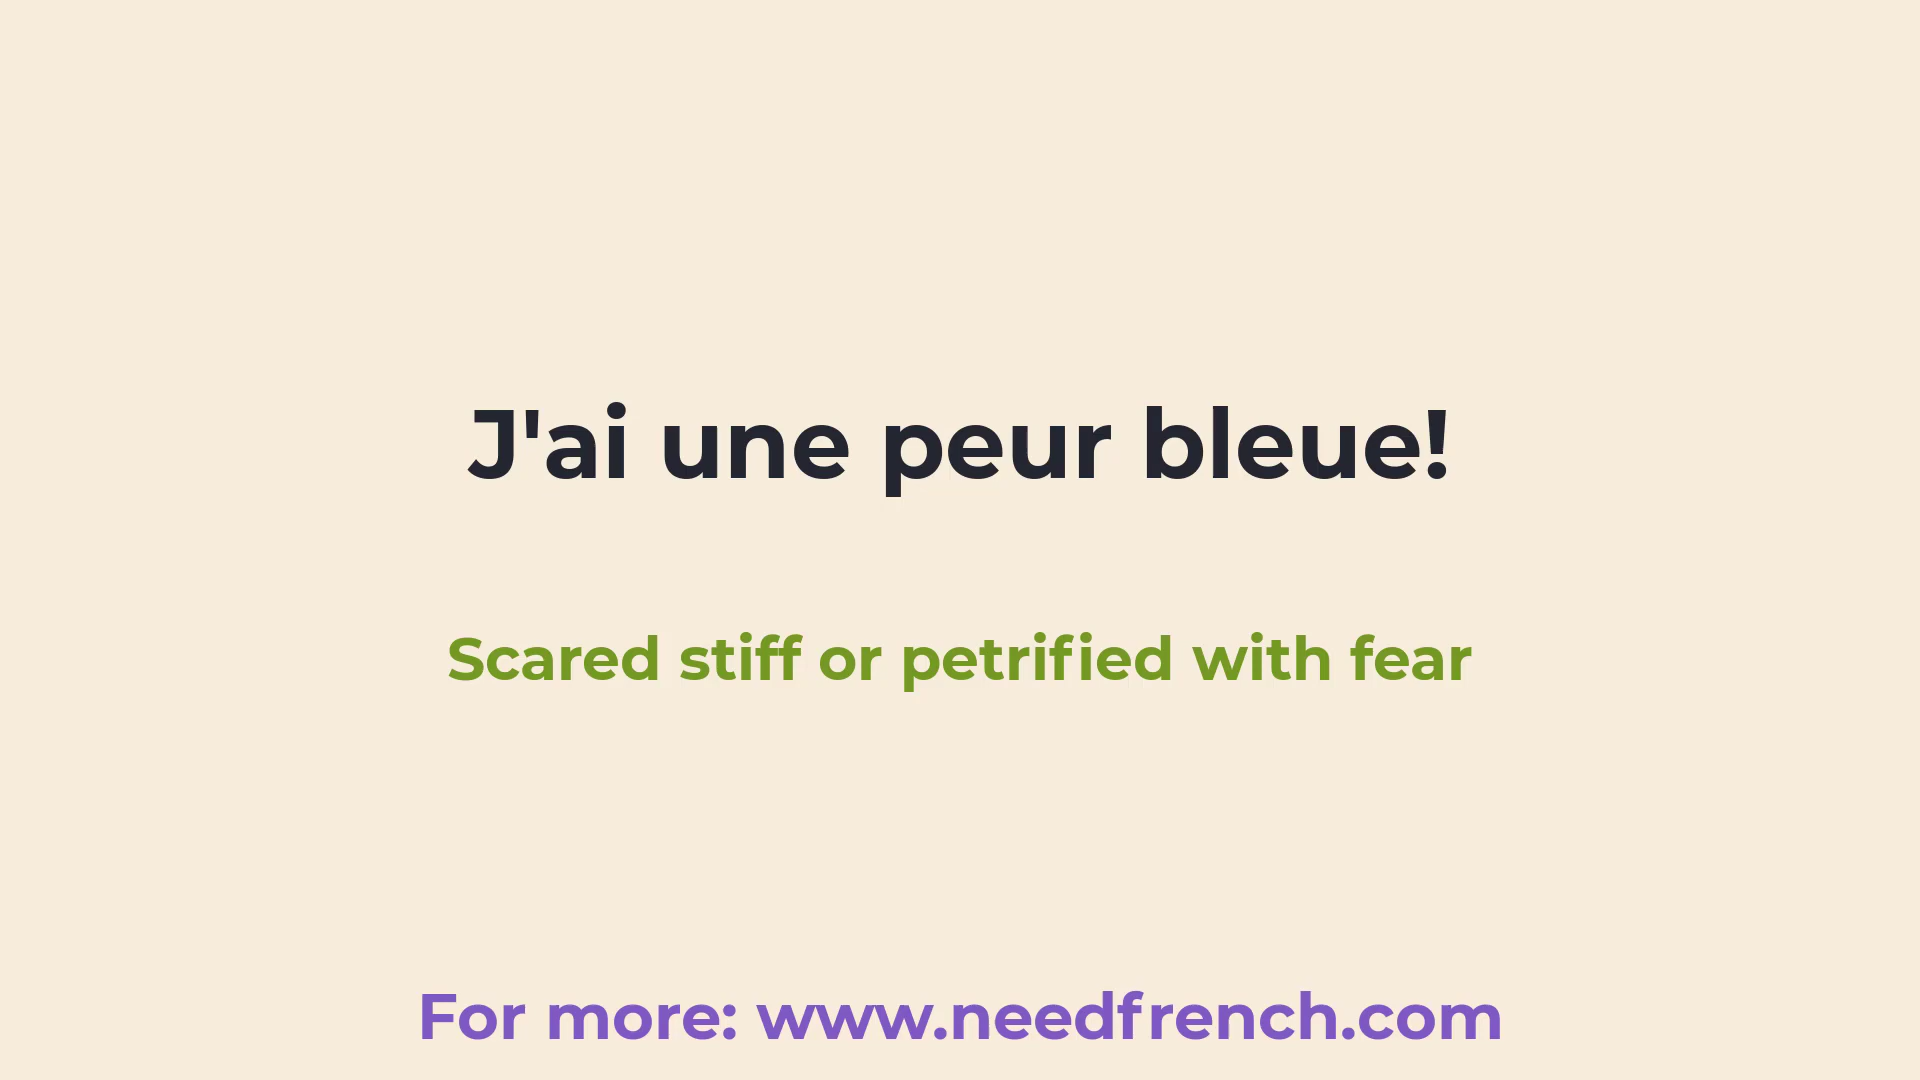 J'ai une peur bleue!
Scared stiff or petrified with fear
For more: www.needfrench.com